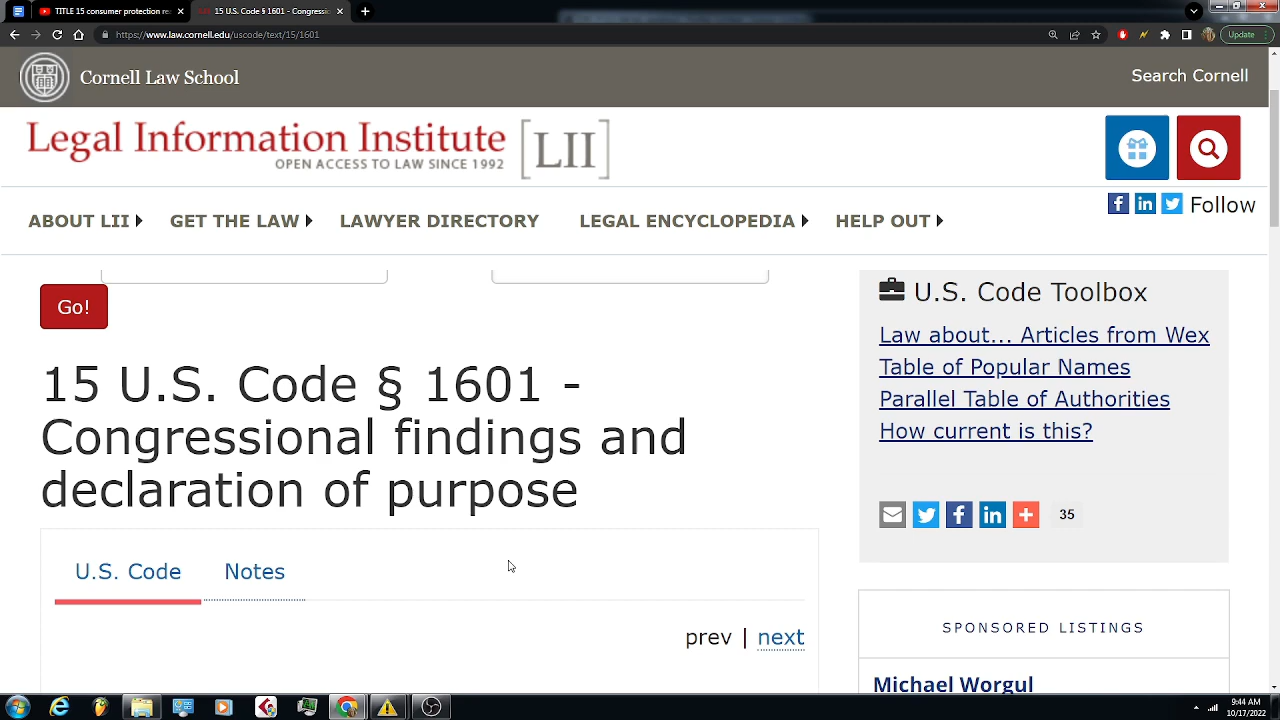 TITLE 15 consumer protection re
15 U.S. Code § 1601 - Congressi
https://www.law.cornell.edu/uscode/text/15/1601
Update
Cornell Law School
Search Cornell
Legal Information Institute [LII]
OPEN ACCESS TO LAW SINCE 1992
Follow
ABOUT LII
GET THE LAW
LAWYER DIRECTORY
LEGAL ENCYCLOPEDIA
HELP OUT
Go!
15 U.S. Code § 1601 -
Congressional findings and
declaration of purpose
U.S. Code
Notes
prev | next
U.S. Code Toolbox
Law about... Articles from Wex
Table of Popular Names
Parallel Table of Authorities
How current is this?
35
SPONSORED LISTINGS
Michael Worgul
9:44 AM
10/17/2022